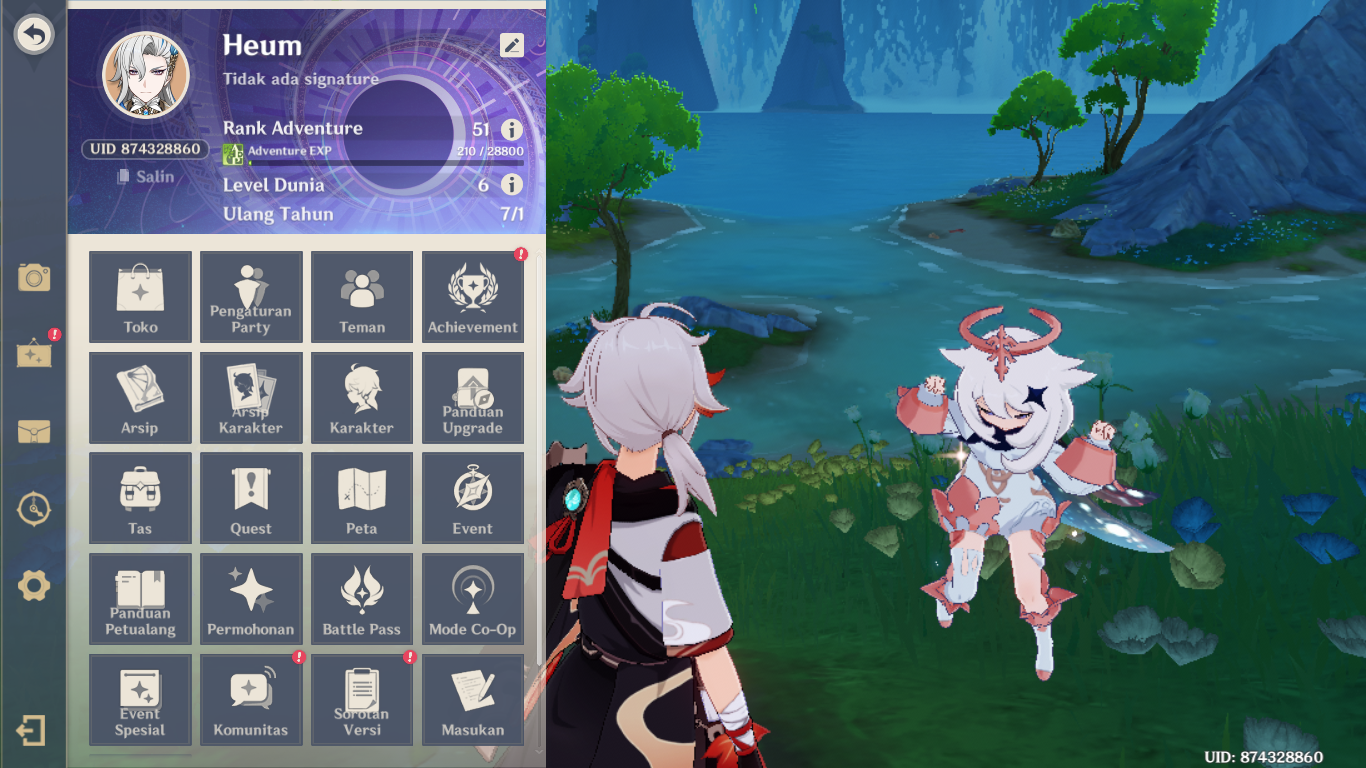 Heum
Tidak ada signature
Rank Adventure 51
Adventure EXP 210 / 28800
UID 874328860
Salin
Level Dunia 6
Ulang Tahun 7/1
Toko
Pengaturan
Party
Teman
Achievement
Arsip
Arsip
Karakter
Karakter
Panduan
Upgrade
Tas
Quest
Peta
Event
Panduan
Petualang
Permohonan
Battle Pass
Mode Co-Op
Event
Spesial
Komunitas
Sorotan
Versi
Masukan
UID: 874328860